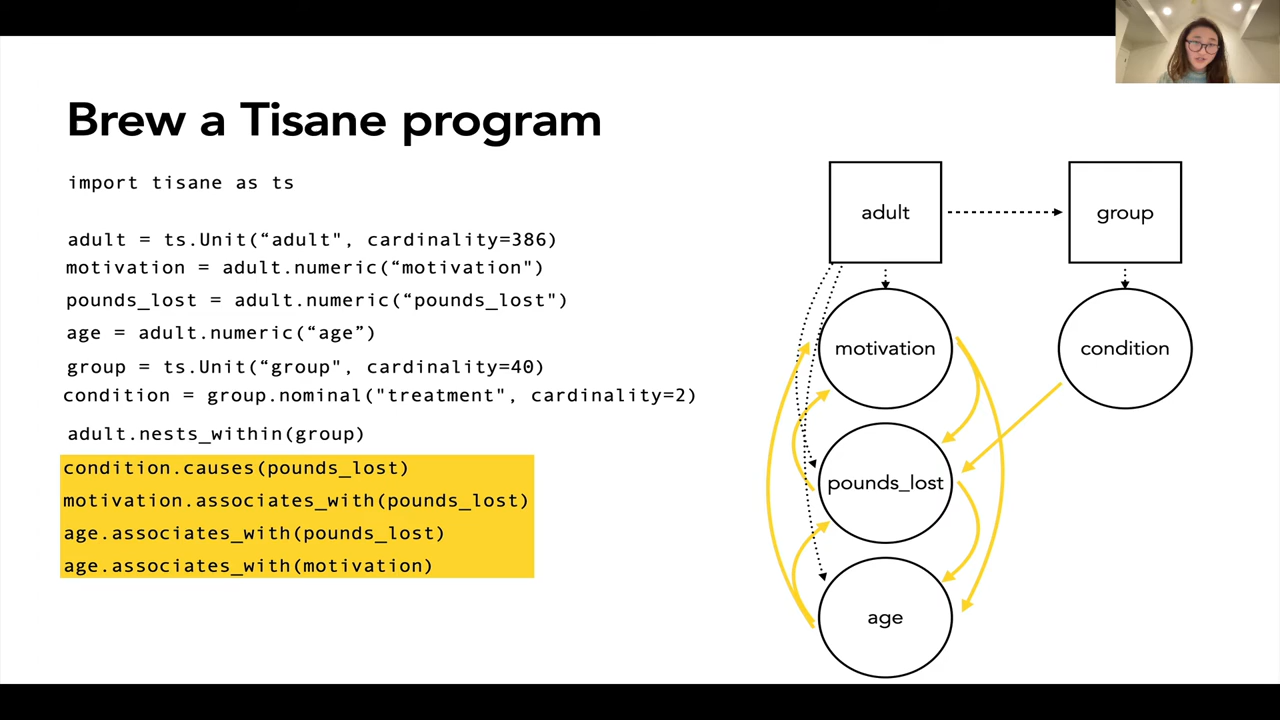 Brew a Tisane program
import tisane as ts
adult = ts.Unit(“adult", cardinality=386)
motivation = adult.numeric(“motivation")
pounds_lost = adult.numeric(“pounds_lost")
age = adult.numeric(“age”)
group = ts.Unit(“group", cardinality=40)
condition = group.nominal("treatment", cardinality=2)
adult.nests_within(group)
condition.causes(pounds_lost)
motivation.associates_with(pounds_lost)
age.associates_with(pounds_lost)
age.associates_with(motivation)
adult
group
motivation
condition
pounds_lost
age